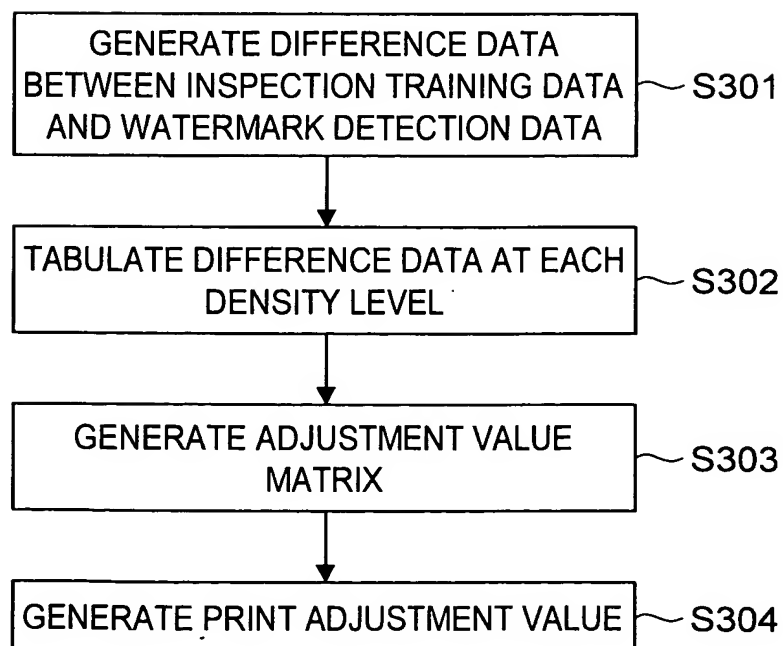 GENERATE DIFFERENCE DATA
BETWEEN INSPECTION TRAINING DATA
AND WATERMARK DETECTION DATA
S301
TABULATE DIFFERENCE DATA AT EACH
DENSITY LEVEL
S302
GENERATE ADJUSTMENT VALUE
MATRIX
S303
GENERATE PRINT ADJUSTMENT VALUE
S304